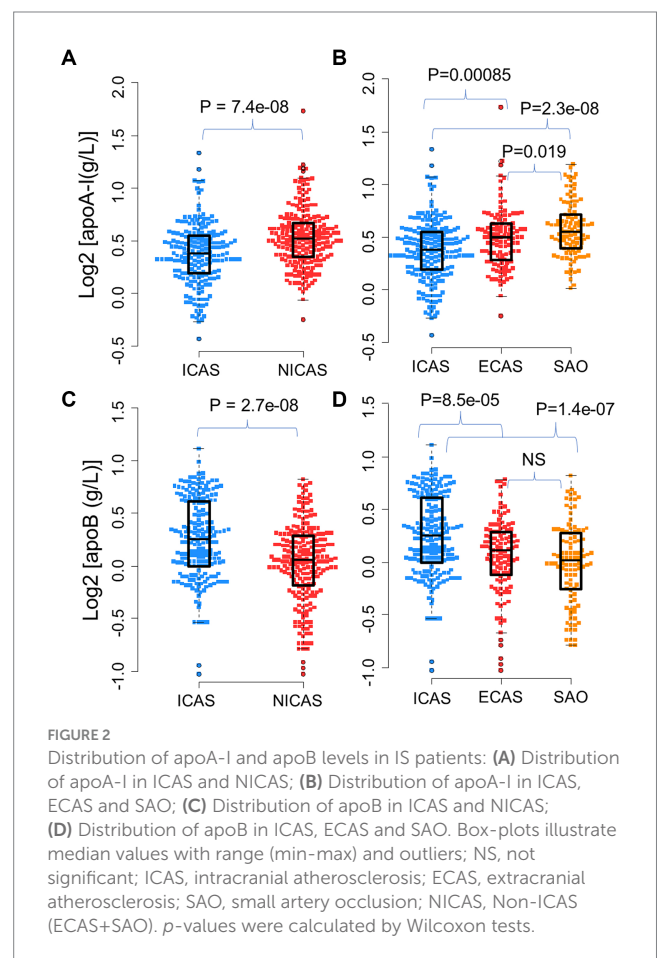 A
B
Log2 [apoA-I(g/L)]
2.0
1.5
1.0
0.5
0.0
-0.5
P = 7.4e-08
ICAS
NICAS
2.0
1.5
1.0
0.5
0.0
-0.5
P=0.00085
P=2.3e-08
P=0.019
ICAS
ECAS
SAO
C
D
Log2 [apoB (g/L)]
1.5
1.0
0.5
0.0
-0.5
-1.0
P = 2.7e-08
ICAS
NICAS
1.5
1.0
0.5
0.0
-0.5
-1.0
P=8.5e-05
P=1.4e-07
NS
ICAS
ECAS
SAO
FIGURE 2
Distribution of apoA-I and apoB levels in IS patients: (A) Distribution
of apoA-I in ICAS and NICAS; (B) Distribution of apoA-I in ICAS,
ECAS and SAO; (C) Distribution of apoB in ICAS and NICAS;
(D) Distribution of apoB in ICAS, ECAS and SAO. Box-plots illustrate
median values with range (min-max) and outliers; NS, not
significant; ICAS, intracranial atherosclerosis; ECAS, extracranial
atherosclerosis; SAO, small artery occlusion; NICAS, Non-ICAS
(ECAS+SAO). p-values were calculated by Wilcoxon tests.